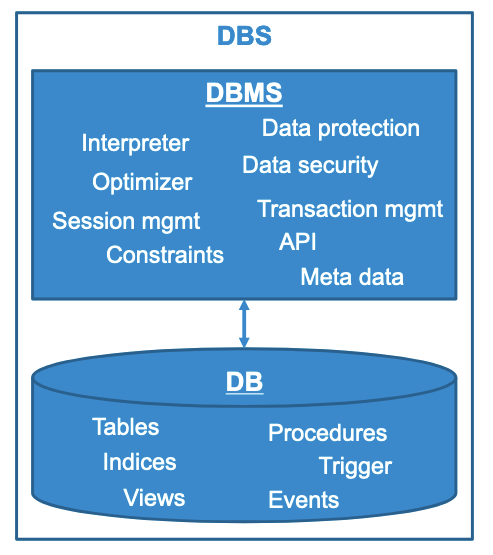 DBS
DBMS
Data protection
Interpreter
Data security
Optimizer
Transaction mgmt
Session mgmt
API
Constraints
Meta data
DB
Tables
Procedures
Indices
Trigger
Views
Events